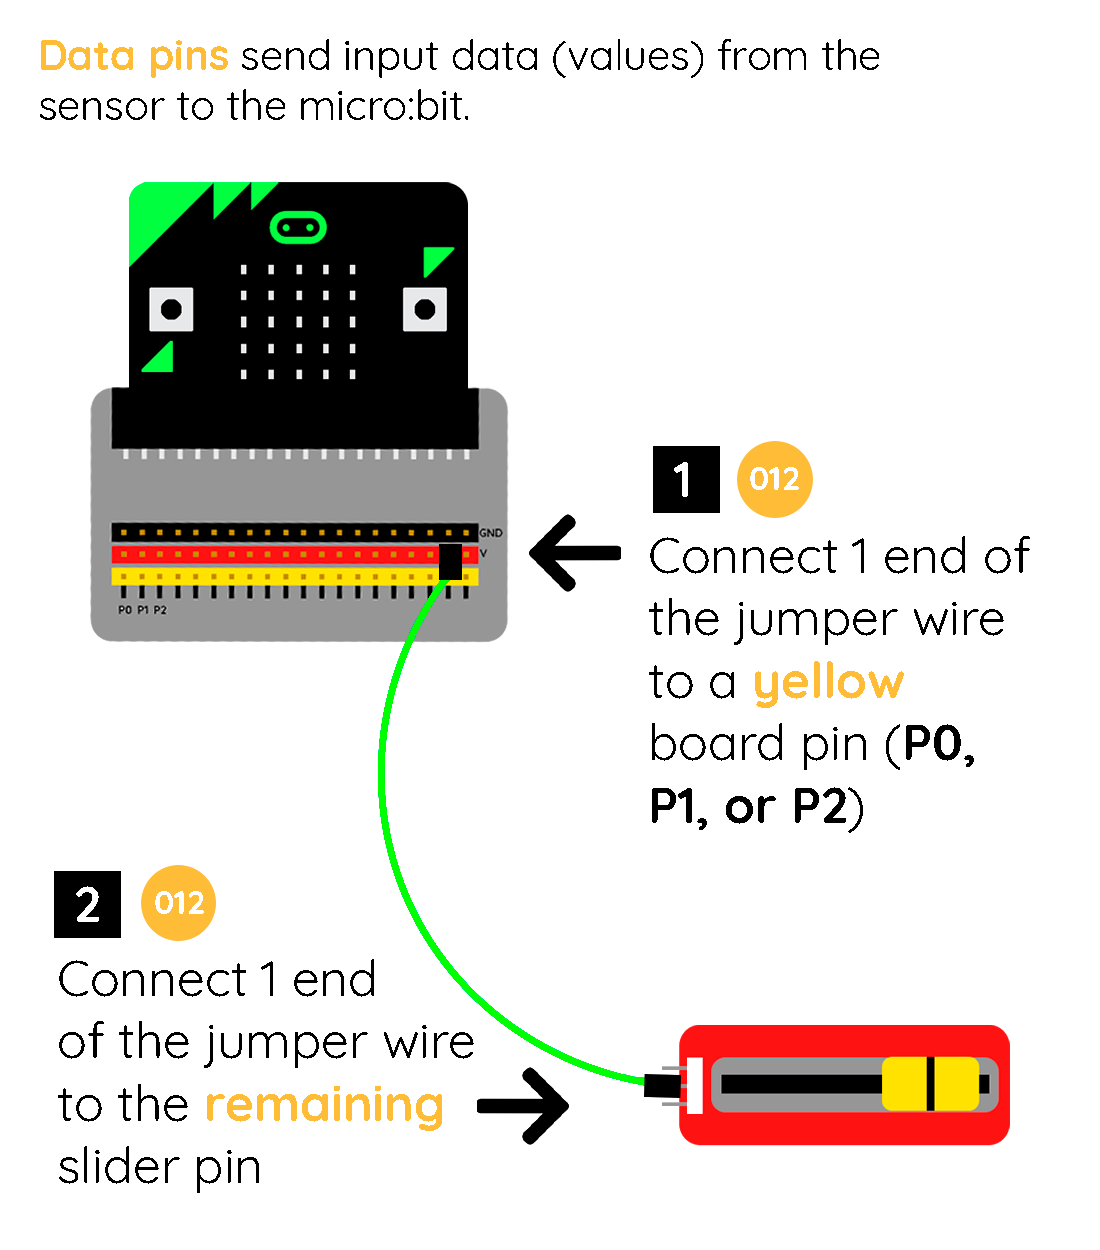 Data pins send input data (values) from the
sensor to the micro:bit.
GND
V
P0 P1 P2
1 012
Connect 1 end of
the jumper wire
to a yellow
board pin (P0,
P1, or P2)
2 012
Connect 1 end
of the jumper wire
to the remaining
slider pin